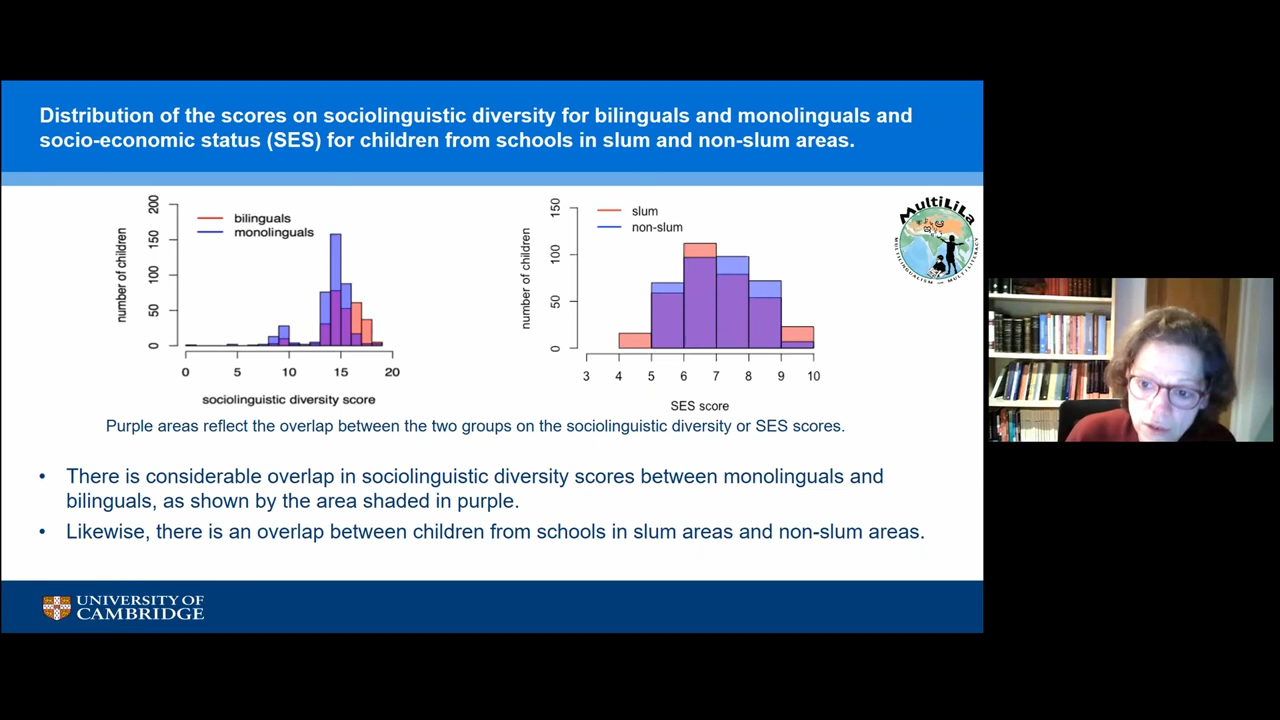 Distribution of the scores on sociolinguistic diversity for bilinguals and monolinguals and
socio-economic status (SES) for children from schools in slum and non-slum areas.
bilinguals
monolinguals
number of children
0
50
100
150
200
0
5
10
15
20
sociolinguistic diversity score
slum
non-slum
number of children
0
50
100
150
3
4
5
6
7
8
9
10
SES score
MultiLiLa
MULTILINGUALISM
MULTILITERACY
Purple areas reflect the overlap between the two groups on the sociolinguistic diversity or SES scores.
• There is considerable overlap in sociolinguistic diversity scores between monolinguals and
bilinguals, as shown by the area shaded in purple.
• Likewise, there is an overlap between children from schools in slum areas and non-slum areas.
UNIVERSITY OF
CAMBRIDGE